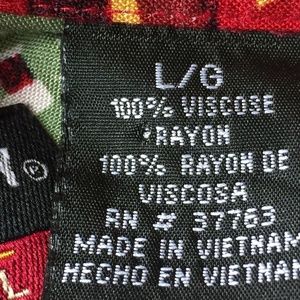 L/G
100% VISCOSE
RAYON
100% RAYON DE
VISCOSA
RN # 37763
MADE IN VIETNAM
HECHO EN VIETNAM